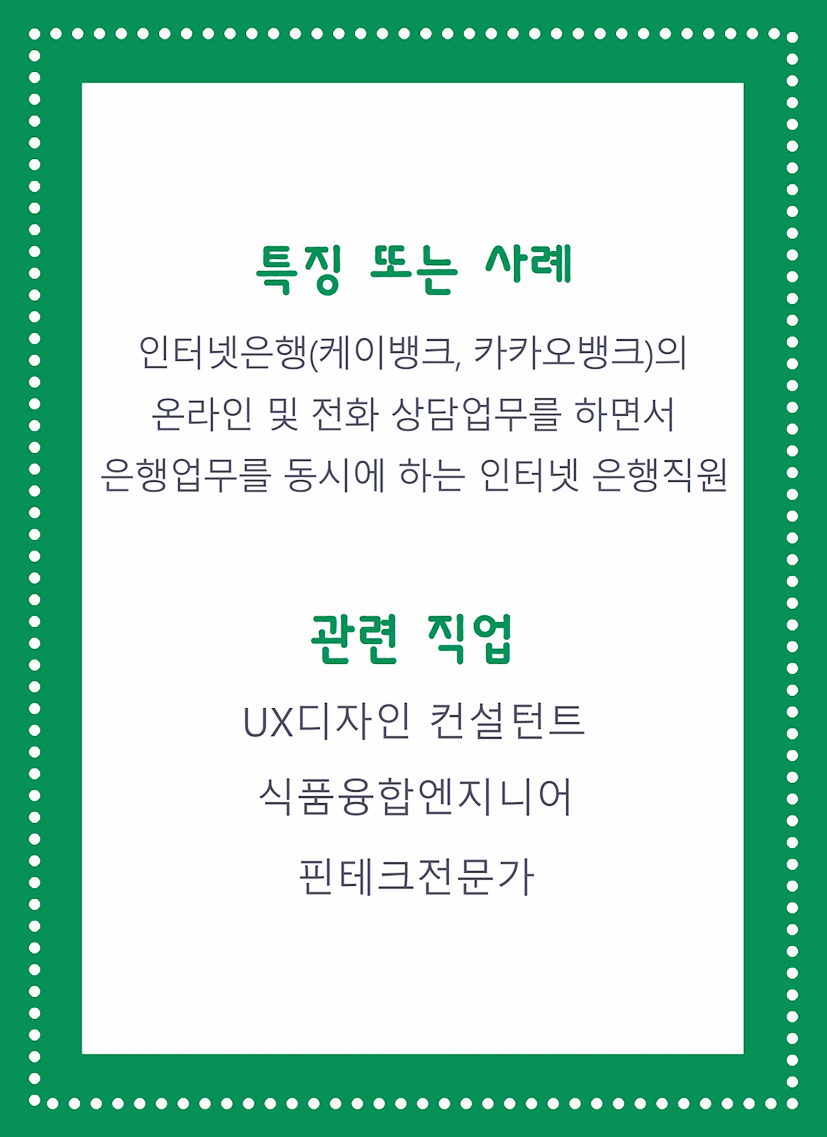 특징 또는 사례
인터넷은행(케이뱅크, 카카오뱅크)의
온라인 및 전화 상담업무를 하면서
은행업무를 동시에 하는 인터넷 은행직원
관련 직업
UX디자인 컨설턴트
식품융합엔지니어
핀테크전문가